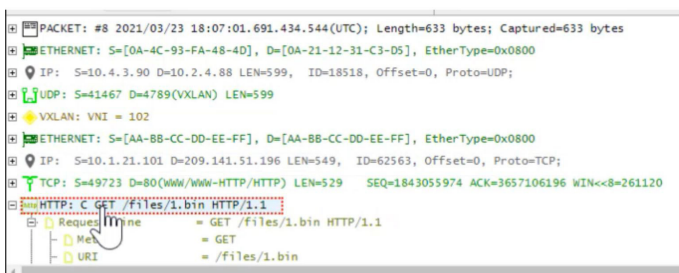 PACKET: #8 2021/03/23 18:07:01.691.434.544(UTC); Length=633 bytes; Captured=633 bytes
ETHERNET: S=[0A-4C-93-FA-48-4D], D=[0A-21-12-31-C3-D5], EtherType=0x0800
IP: S=10.4.3.90 D=10.2.4.88 LEN=599, ID=18518, Offset=0, Proto=UDP;
UDP: S=41467 D=4789(VXLAN) LEN=599
VXLAN: VNI = 102
ETHERNET: S=[AA-BB-CC-DD-EE-FF], D=[AA-BB-CC-DD-EE-FF], EtherType=0x0800
IP: S=10.1.21.101 D=209.141.51.196 LEN=549, ID=62563, Offset=0, Proto=TCP;
TCP: S=49723 D=80(WWW/WWW-HTTP/HTTP) LEN=529 SEQ=1843055974 ACK=3657106196 WIN<<8=261120
HTTP: C GET /files/1.bin HTTP/1.1
= GET /files/1.bin HTTP/1.1
= GET
URI = /files/1.bin